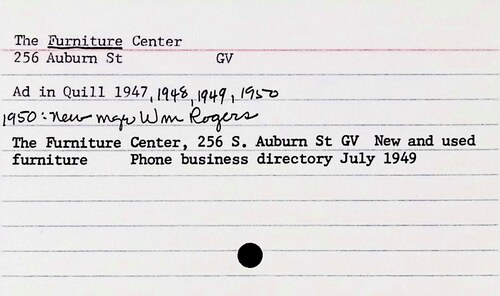 The Furniture Center
256 Auburn St GV
Ad in Quill 1947, 1948, 1949, 1950
1950: New mgr Wm Rogers
The Furniture Center, 256 S. Auburn St GV New and used
furniture Phone business directory July 1949